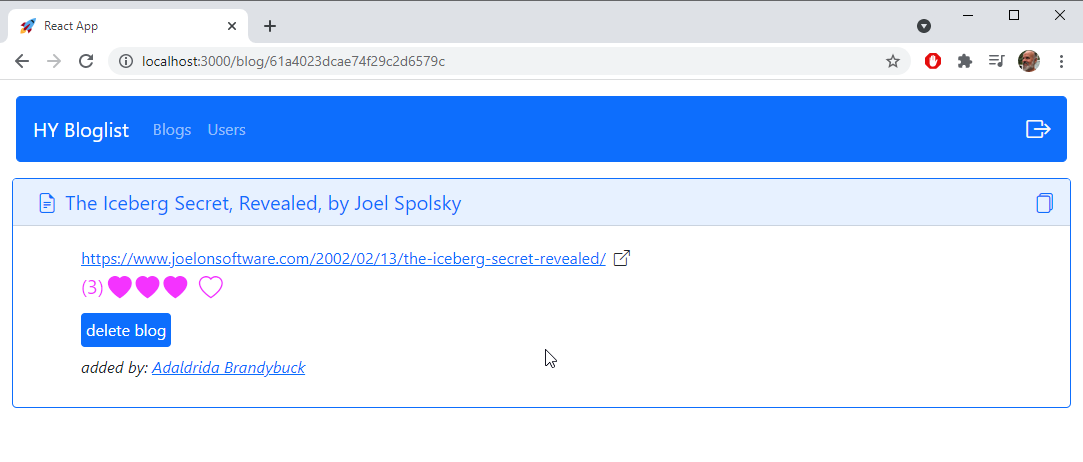 React App
localhost:3000/blog/61a4023dcae74f29c2d6579c
HY Bloglist Blogs Users
The Iceberg Secret, Revealed, by Joel Spolsky
https://www.joelonsoftware.com/2002/02/13/the-iceberg-secret-revealed/
(3)
delete blog
added by: Adaldrida Brandybuck